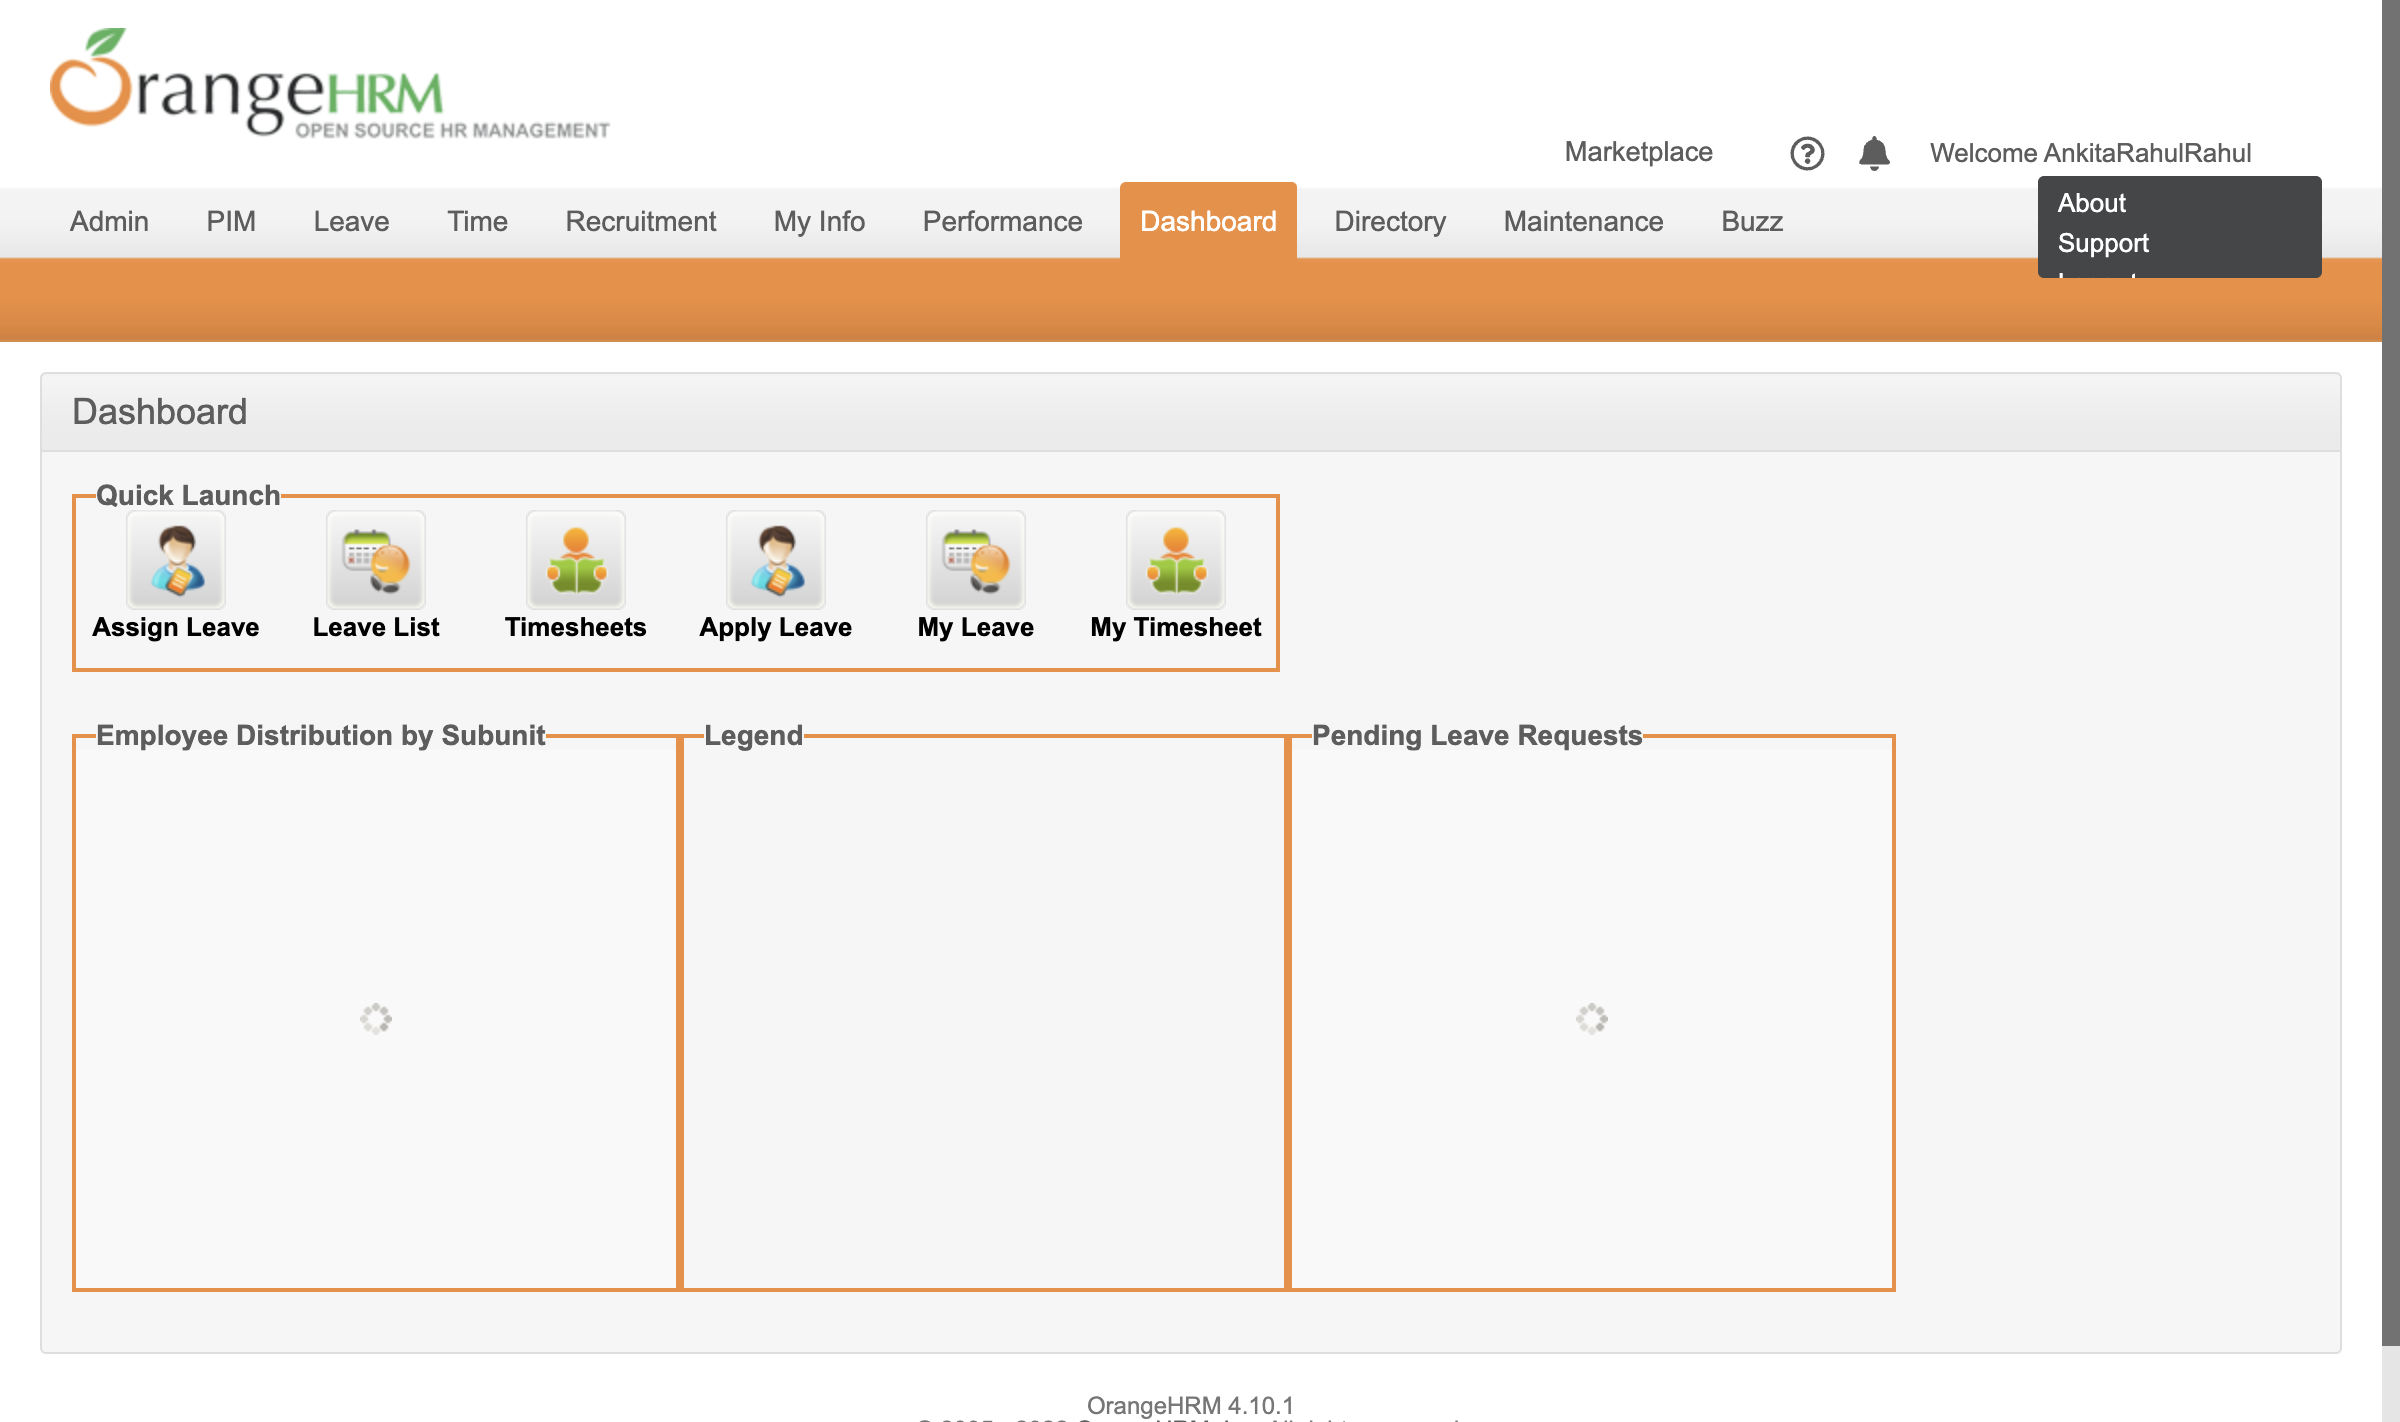 OrangeHRM
OPEN SOURCE HR MANAGEMENT
Marketplace
Welcome AnkitaRahulRahul
About
Support
Admin PIM Leave Time Recruitment My Info Performance Dashboard Directory Maintenance Buzz
Dashboard
Quick Launch
Assign Leave Leave List Timesheets Apply Leave My Leave My Timesheet
Employee Distribution by Subunit Legend Pending Leave Requests
OrangeHRM 4.10.1